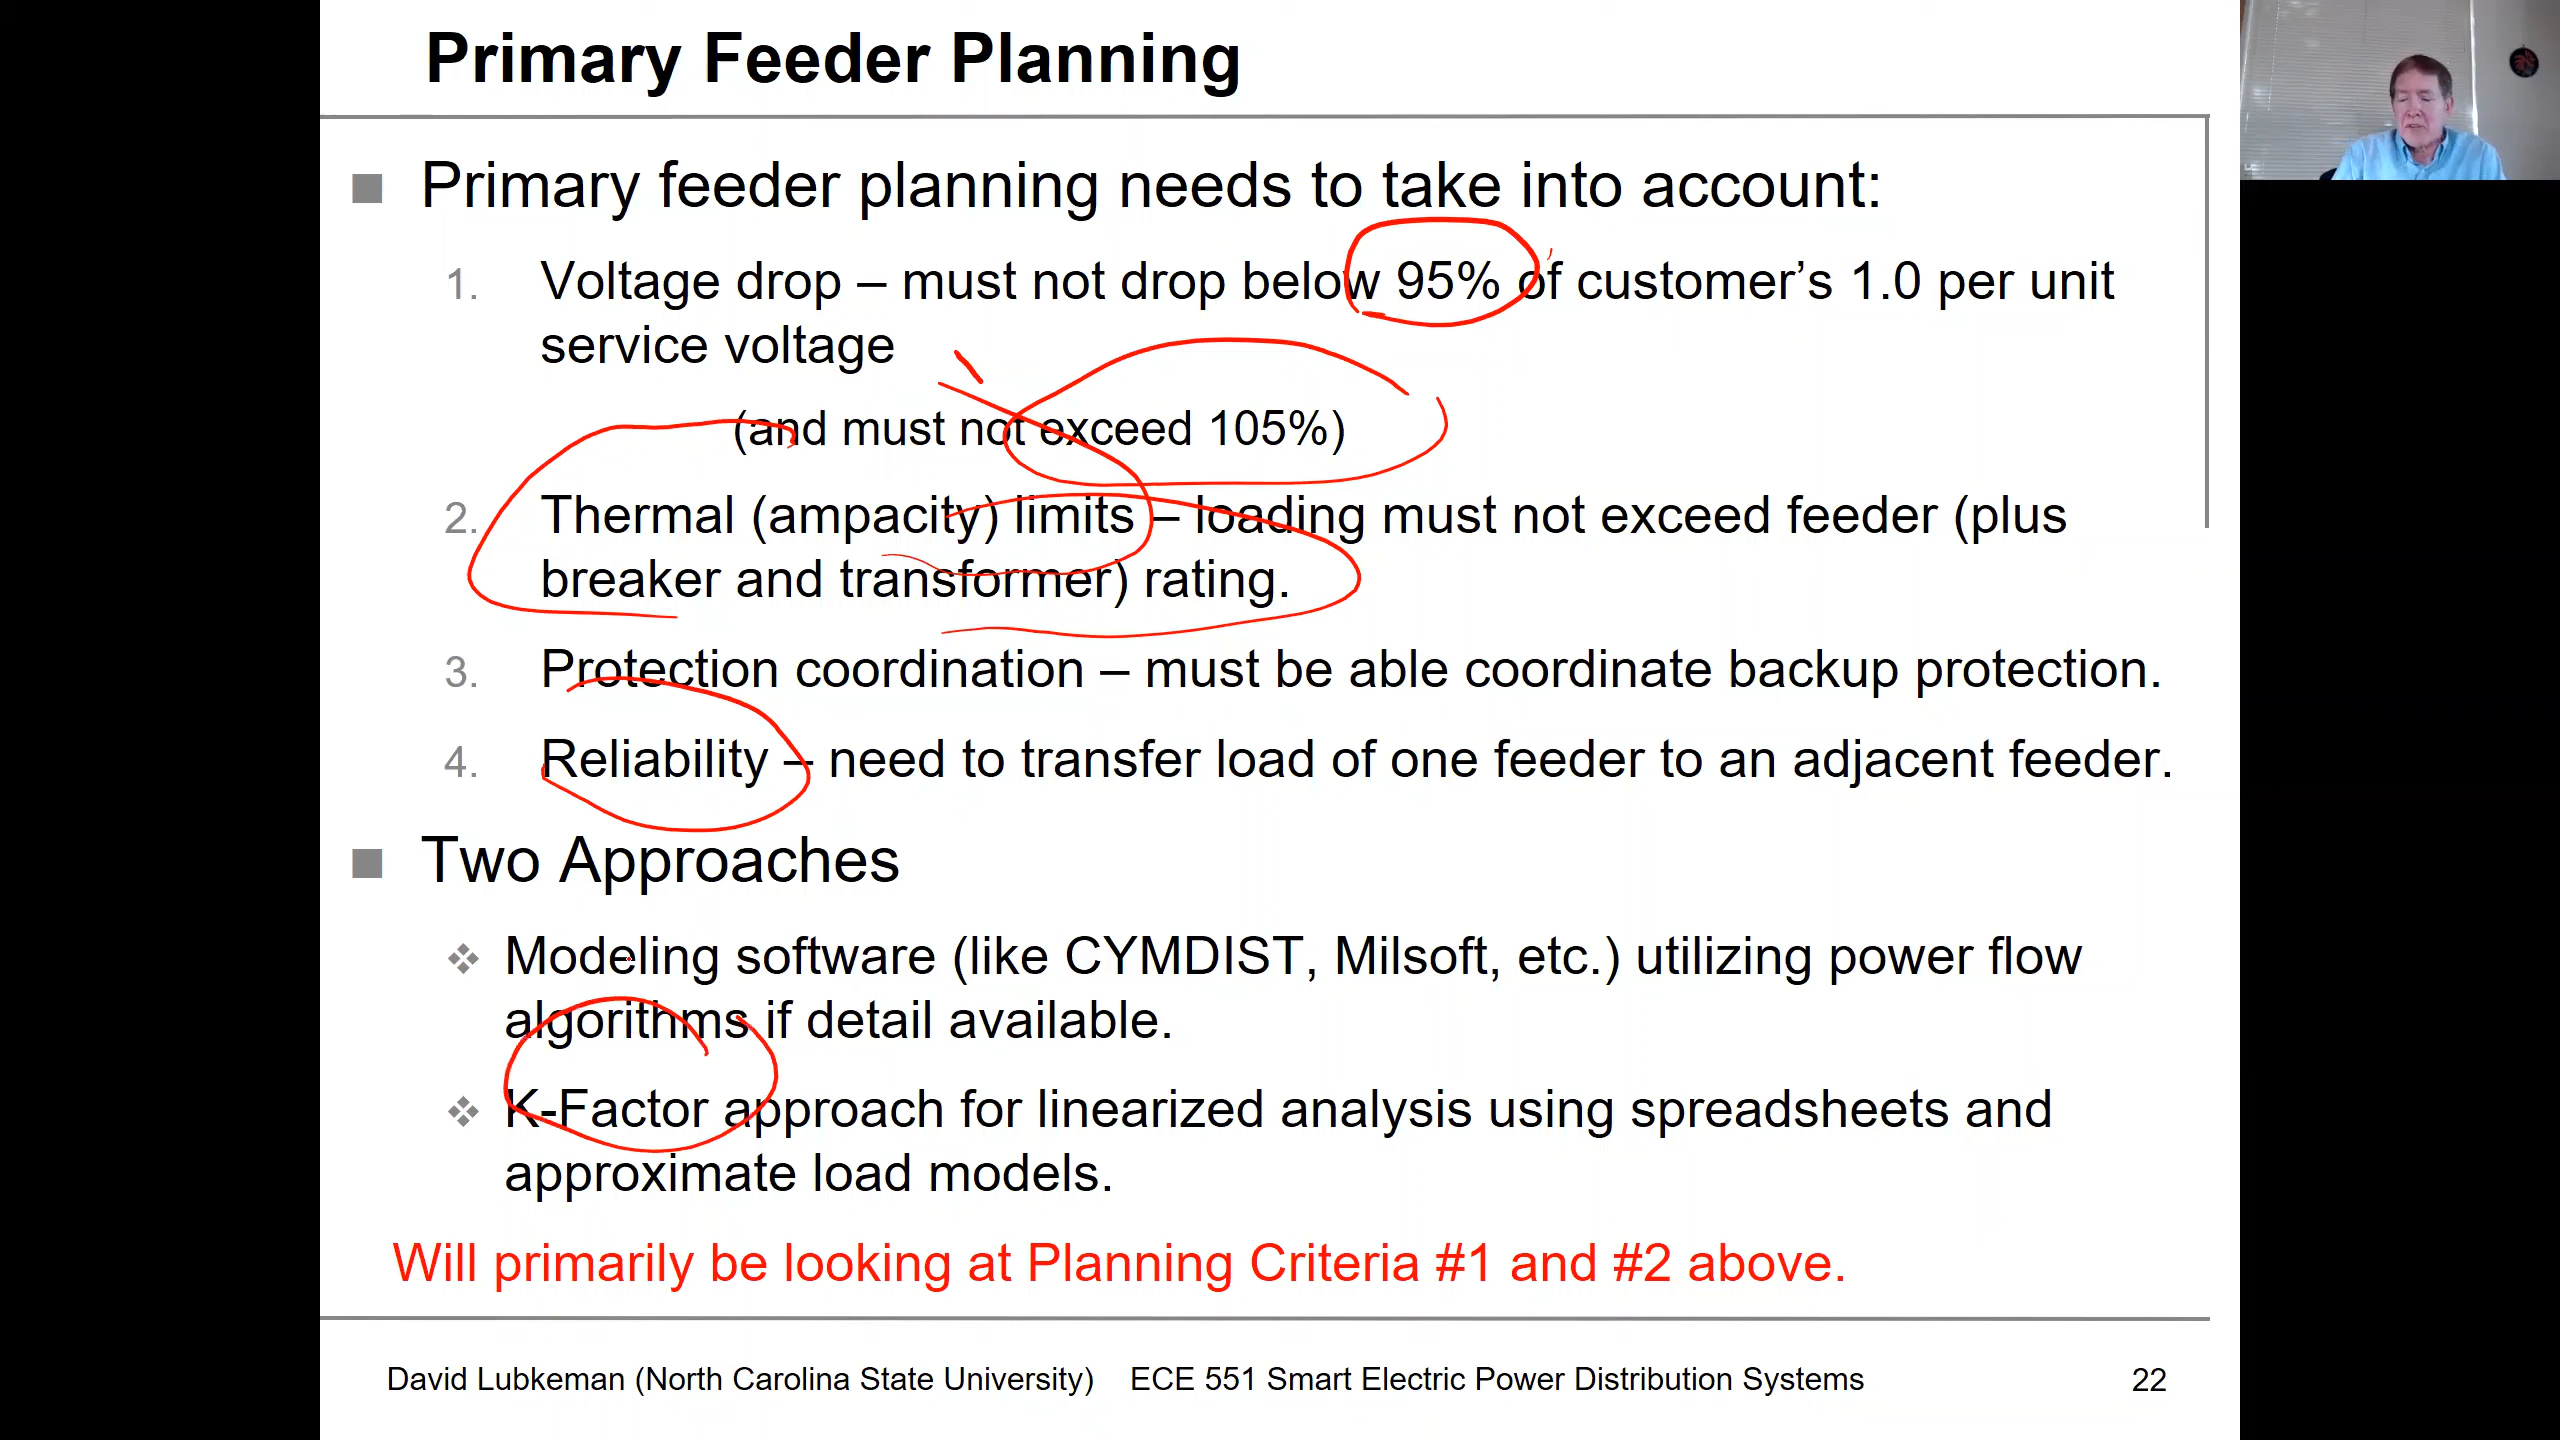 Primary Feeder Planning
Primary feeder planning needs to take into account:
1. Voltage drop – must not drop below 95% of customer’s 1.0 per unit
service voltage
(and must not exceed 105%)
2. Thermal (ampacity) limits – loading must not exceed feeder (plus
breaker and transformer) rating.
3. Protection coordination – must be able coordinate backup protection.
4. Reliability – need to transfer load of one feeder to an adjacent feeder.
Two Approaches
Modeling software (like CYMDIST, Milsoft, etc.) utilizing power flow
algorithms if detail available.
K-Factor approach for linearized analysis using spreadsheets and
approximate load models.
Will primarily be looking at Planning Criteria #1 and #2 above.
David Lubkeman (North Carolina State University) ECE 551 Smart Electric Power Distribution Systems 22